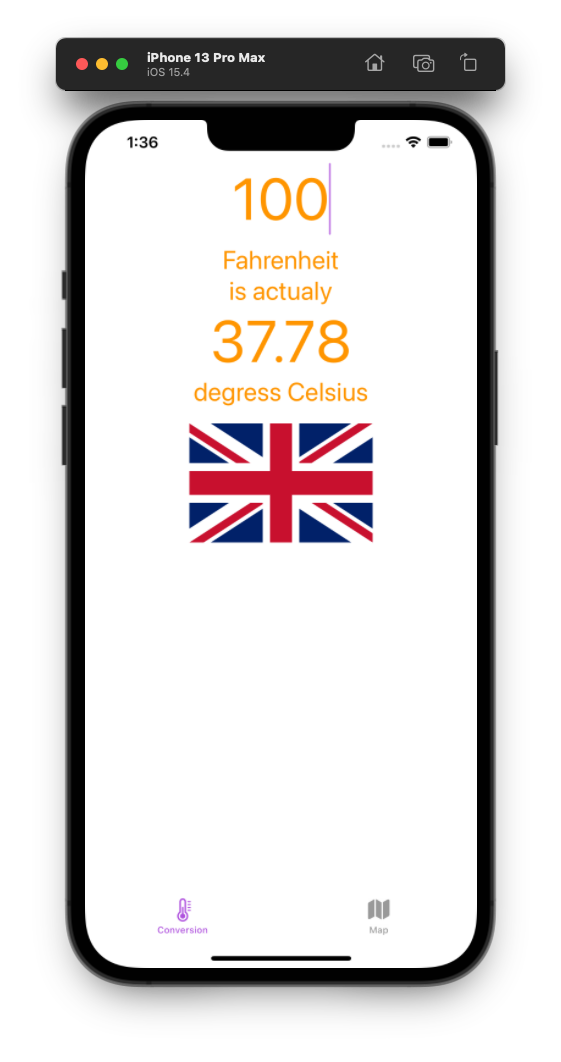 iPhone 13 Pro Max
iOS 15.4
1:36
100
Fahrenheit
is actualy
37.78
degress Celsius
Conversion
Map